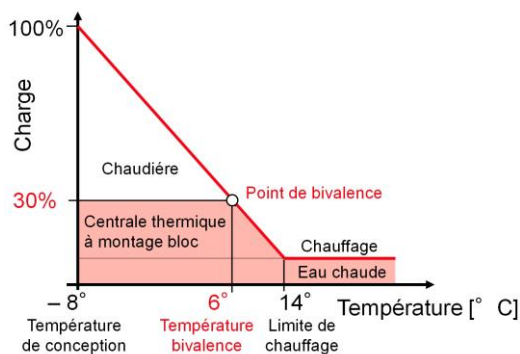 100%
Charge
Chaudiére
30%
Point de bivalence
Centrale thermique
à montage bloc
Chauffage
Eau chaude
–8°
6°
14°
Température [° C]
Température
de conception
Température
bivalence
Limite de
chauffage